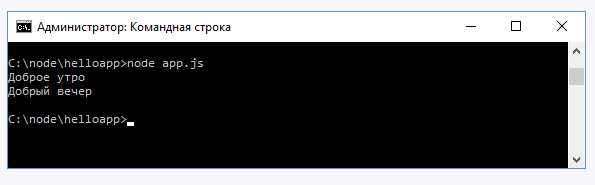 Администратор: Командная строка
C:\node\helloapp>node app.js
Доброе утро
Добрый вечер
C:\node\helloapp>